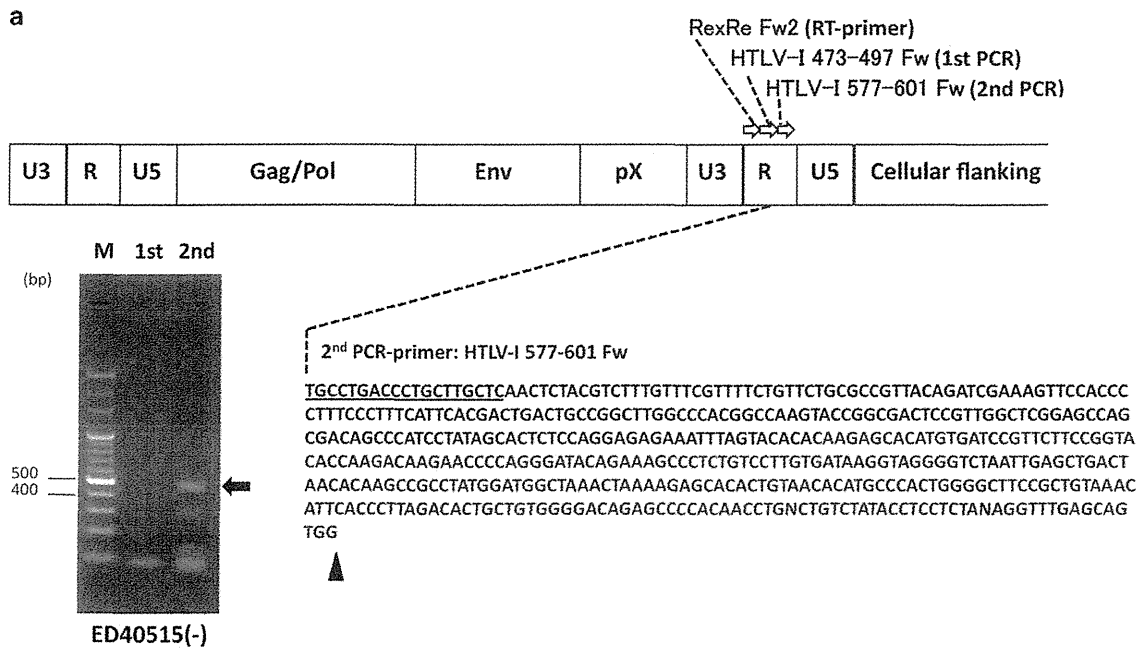 a
RexRe Fw2 (RT-primer)
HTLV-I 473-497 Fw (1st PCR)
HTLV-I 577-601 Fw (2nd PCR)
U3 R U5 Gag/Pol Env pX U3 R U5 Cellular flanking
M 1st 2nd
(bp)
500
400
ED40515(-)
2nd PCR-primer: HTLV-I 577-601 Fw
TGCCTGACCCTGCTTGCTCAACTCTACGTCTTTGTTTCGTTTTCTGTTCTGCGCCGTTACAGATCGAAAGTTCCACCC
CTTTCCCTTTCATTCACGACTGACTGCCGGCTTGGCCCACGGCCAAGTACCGGCGACTCCGTTGGCTCGGAGCCAG
CGACAGCCCATCCTATAGCACTCTCCAGGAGAGAAATTTAGTACACACAAGAGCACATGTGATCCGTTCTTCCGGTA
CACCAAGACAAGAACCCCAGGGATACAGAAAGCCCTCTGTCCTTGTGATAAGGTAGGGGTCTAATTGAGCTGACT
AACACAAGCCGCCTATGGATGGCTAAACTAAAAGAGCACACTGTAACACATGCCCACTGGGGCTTCCGCTGTAAAC
ATTCACCCTTAGACACTGCTGTGGGGACAGAGCCCCACAACCTGNCTGTCTATACCTCCTCTANAGGTTTGAGCAG
TGG